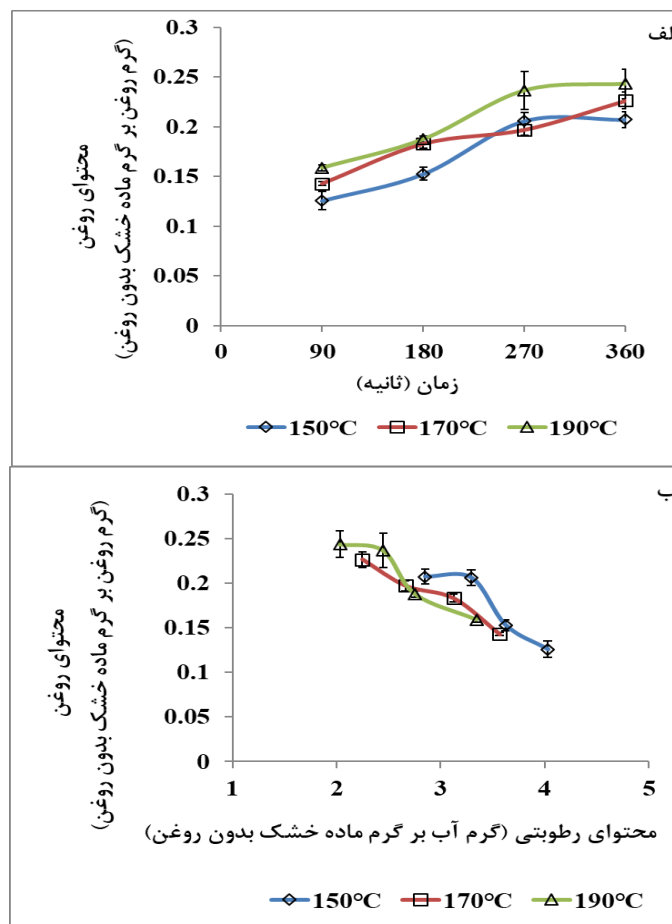 لف
0.3
0.25
0.2
0.15
0.1
0.05
0
محتوای روغن
(گرم روغن بر گرم ماده خشک بدون روغن)
0 90 180 270 360
زمان (ثانیه)
150°C 170°C 190°C
ب
0.3
0.25
0.2
0.15
0.1
0.05
0
محتوای روغن
(گرم روغن بر گرم ماده خشک بدون روغن)
1 2 3 4 5
محتوای رطوبتی (گرم آب بر گرم ماده خشک بدون روغن)
150°C 170°C 190°C